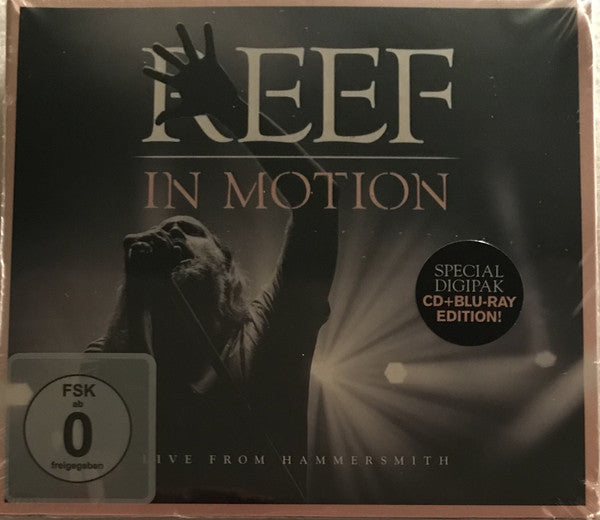 REEF
IN MOTION
SPECIAL
DIGIPAK
CD+BLU-RAY
EDITION!
FSK
ab
0
freigegeben
LIVE FROM HAMMERSMITH